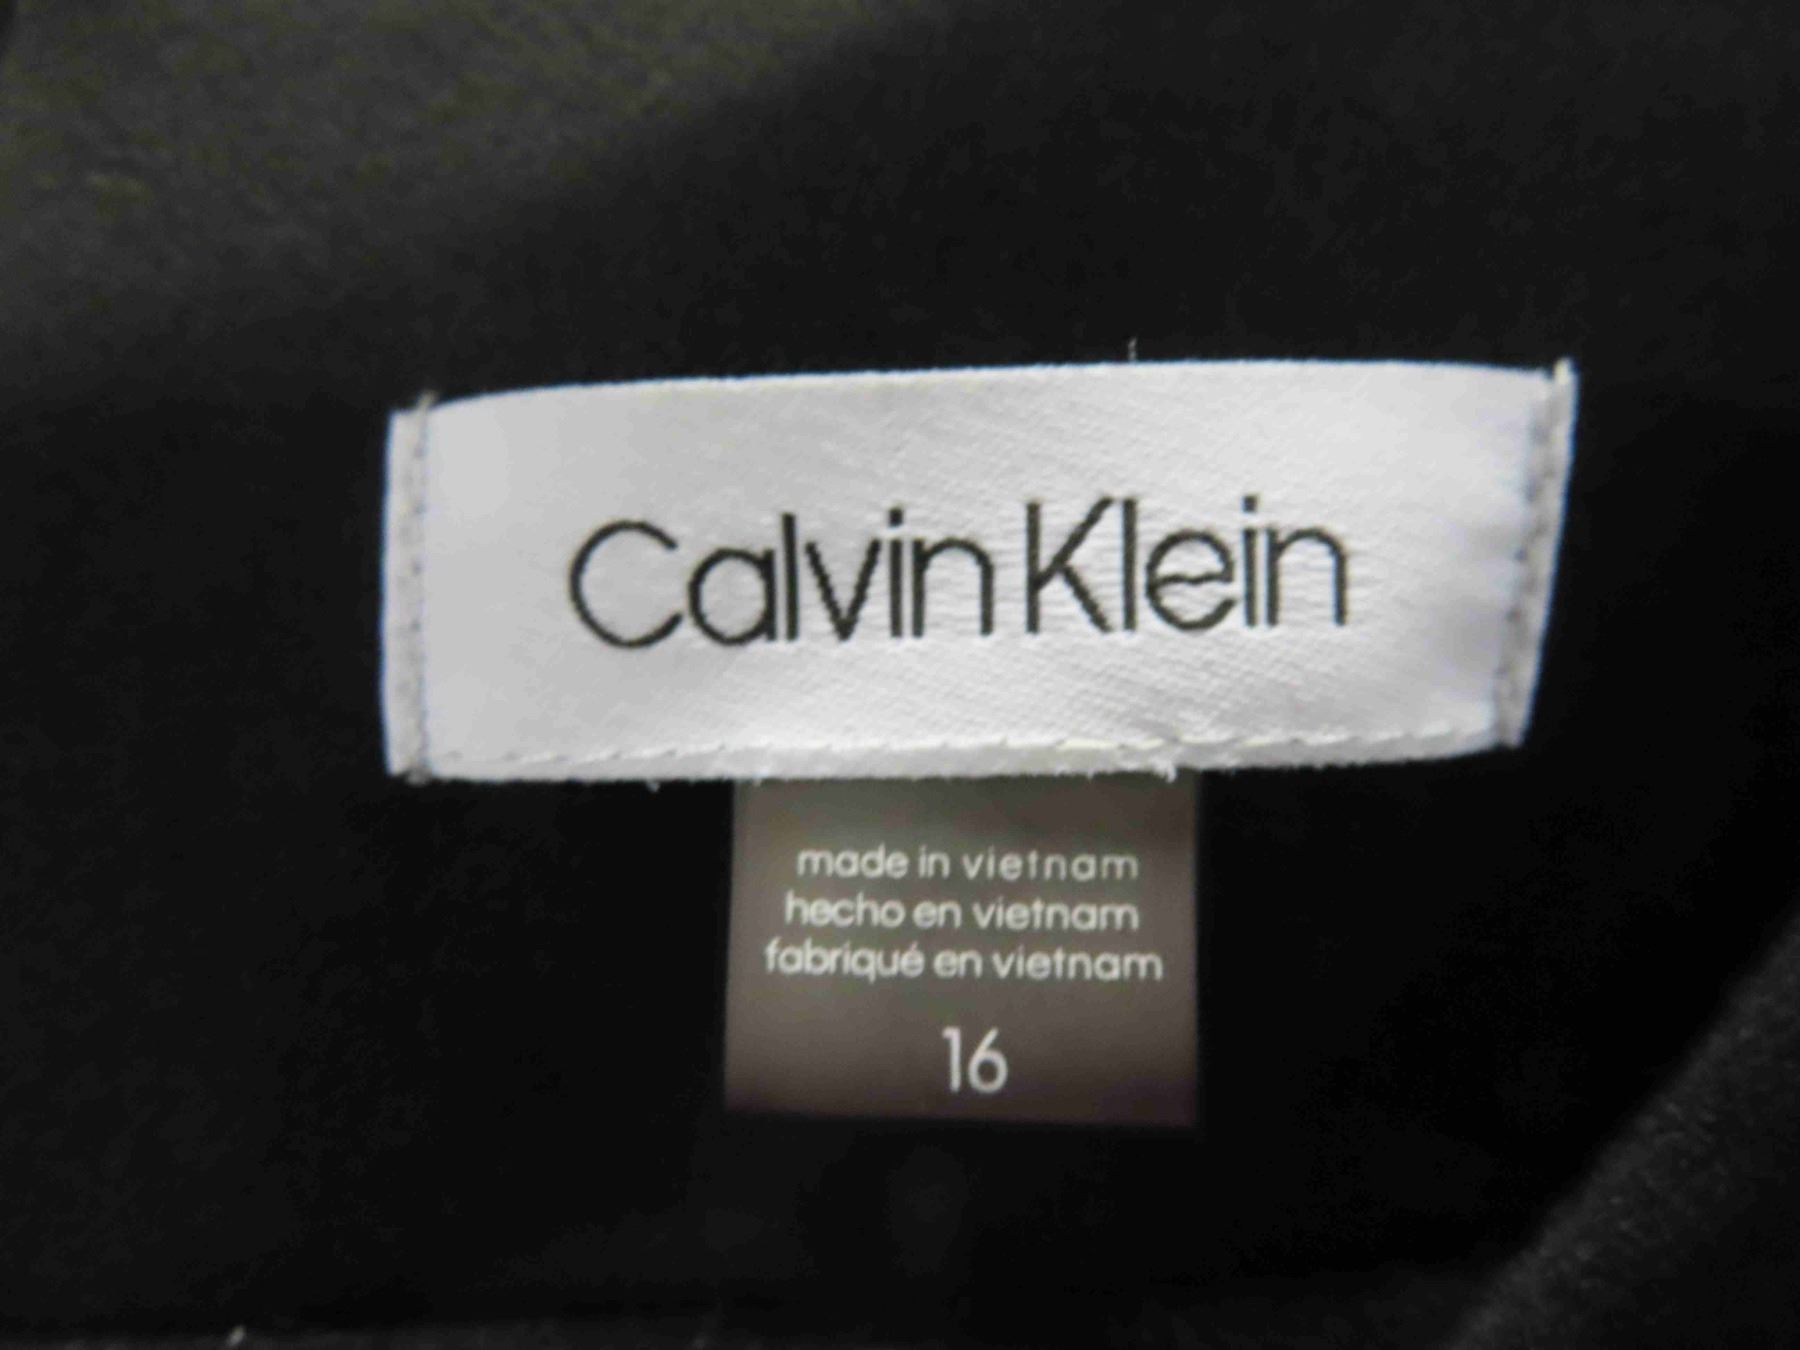 Calvin Klein
made in vietnam
hecho en vietnam
fabriqué en vietnam
16